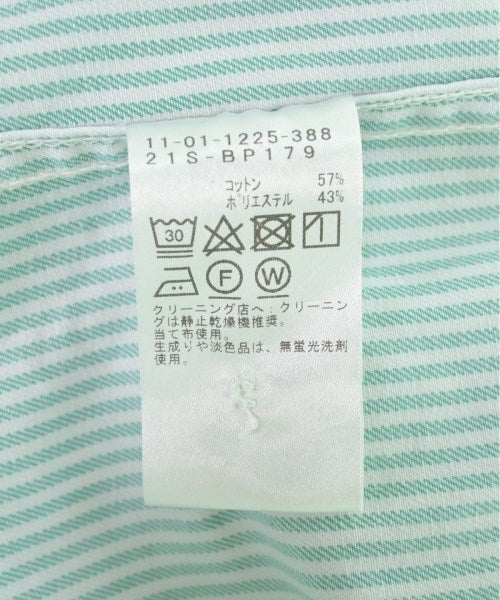 11-01-1225-388
21S-BP179
コットン 57%
ポリエステル 43%
30
F W
クリーニング店へ クリーニン
グは静止乾燥機推奨。
当て布使用。
生成りや淡色品は、無蛍光洗剤
使用。